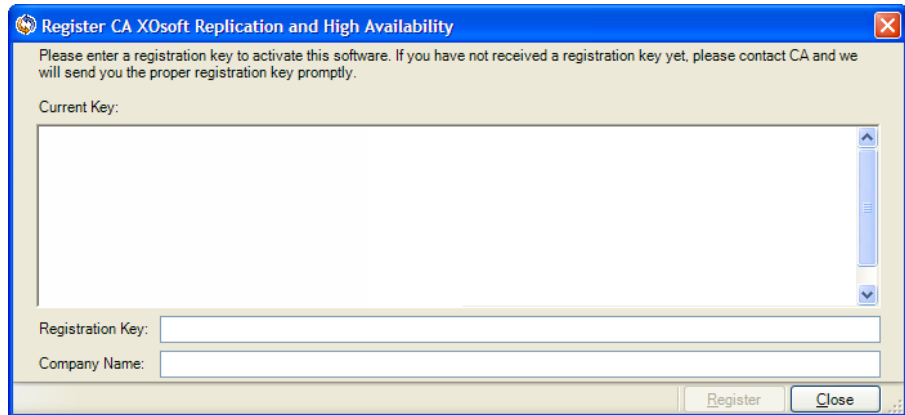 Register CA XOsoft Replication and High Availability
Please enter a registration key to activate this software. If you have not received a registration key yet, please contact CA and we
will send you the proper registration key promptly.
Current Key:
Registration Key:
Company Name:
Register
Close